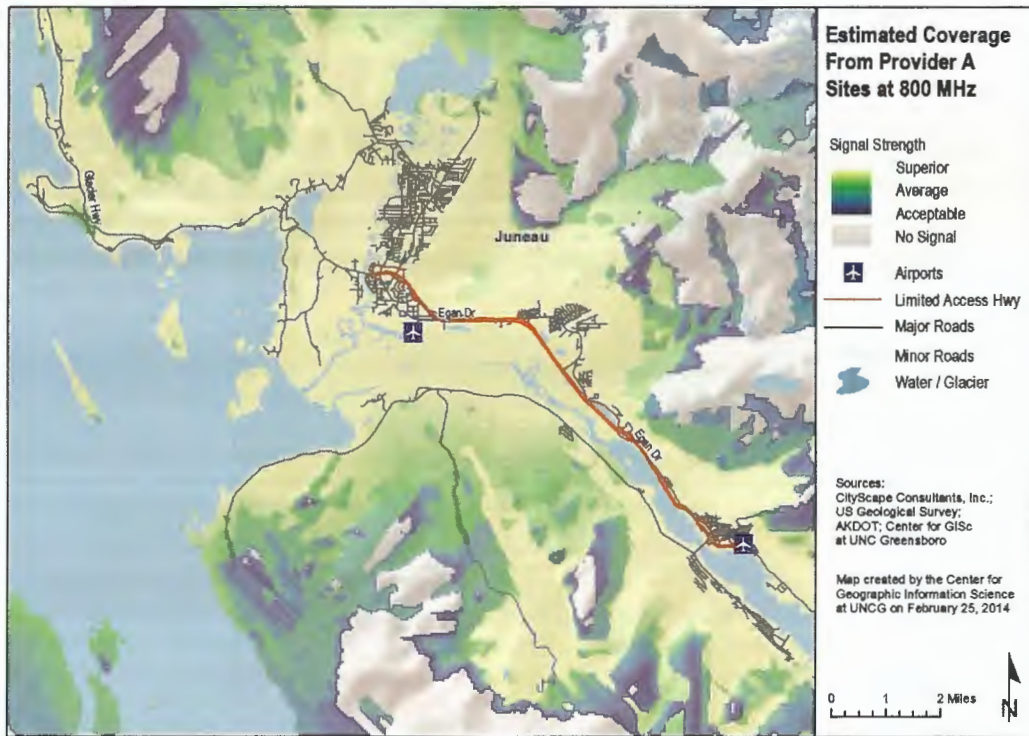 Estimated Coverage
From Provider A
Sites at 800 MHz
Signal Strength
Superior
Average
Acceptable
No Signal
Airports
Limited Access Hwy
Major Roads
Minor Roads
Water / Glacier
Sources:
CityScape Consultants, Inc.;
US Geological Survey;
AKDOT; Center for GISc
at UNC Greensboro
Map created by the Center for
Geographic Information Science
at UNCG on February 25, 2014
0 1 2 Miles
N
Glacier Hwy
Juneau
Egan Dr
Egan Dr